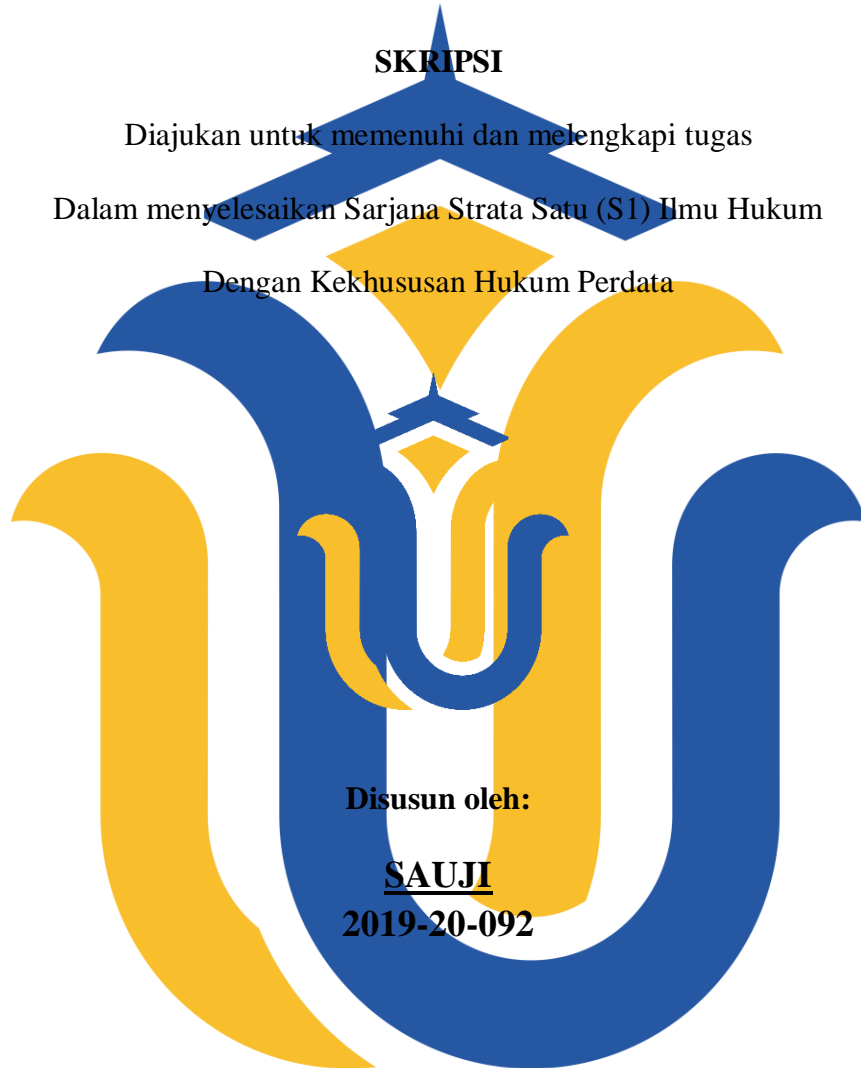 SKRIPSI
Diajukan untuk memenuhi dan melengkapi tugas
Dalam menyelesaikan Sarjana Strata Satu (S1) Ilmu Hukum
Dengan Kekhususan Hukum Perdata
Disusun oleh:
SAUJI
2019-20-092